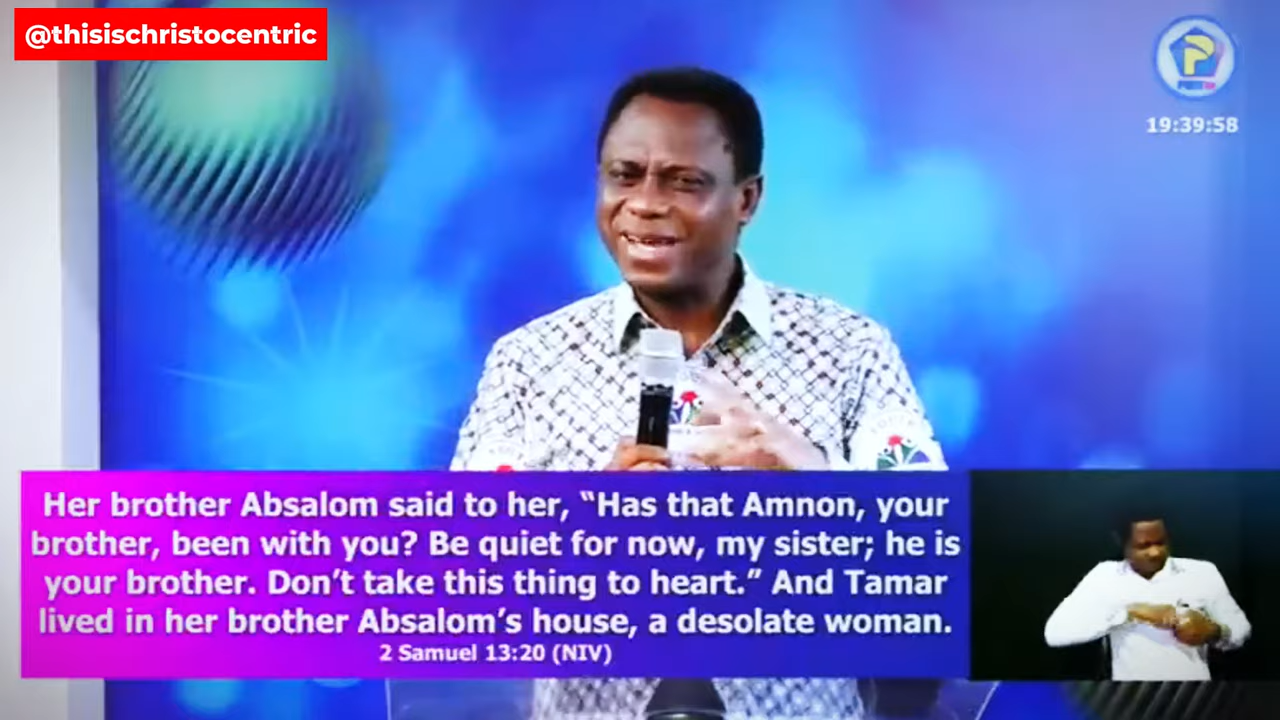 @thisischristocentric
19:39:58
Her brother Absalom said to her, “Has that Amnon, your
brother, been with you? Be quiet for now, my sister; he is
your brother. Don’t take this thing to heart.” And Tamar
lived in her brother Absalom’s house, a desolate woman.
2 Samuel 13:20 (NIV)